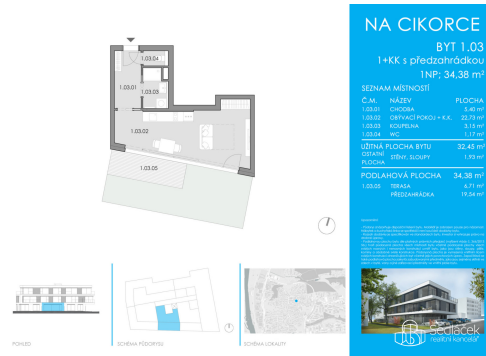 1.03.04
1.03.01
1.03.03
1.03.02
1.03.05
POHLED
SCHÉMA PŮDORYSU
SCHÉMA LOKALITY
NA CIKORCE
BYT 1.03
1+KK s předzahrádkou
1NP; 34,38 m²
SEZNAM MÍSTNOSTÍ
Č.M. NÁZEV PLOCHA
1.03.01 CHODBA 5,40 m²
1.03.02 OBÝVACÍ POKOJ + K.K. 22,73 m²
1.03.03 KOUPELNA 3,15 m²
1.03.04 WC 1,17 m²
UŽITNÁ PLOCHA BYTU 32,45 m²
OSTATNÍ PLOCHA STĚNY, SLOUPY 1,93 m²
PODLAHOVÁ PLOCHA 34,38 m²
1.03.05 TERASA 6,71 m²
PŘEDZAHRÁDKA 19,54 m²
Sedláček
realitní kancelář